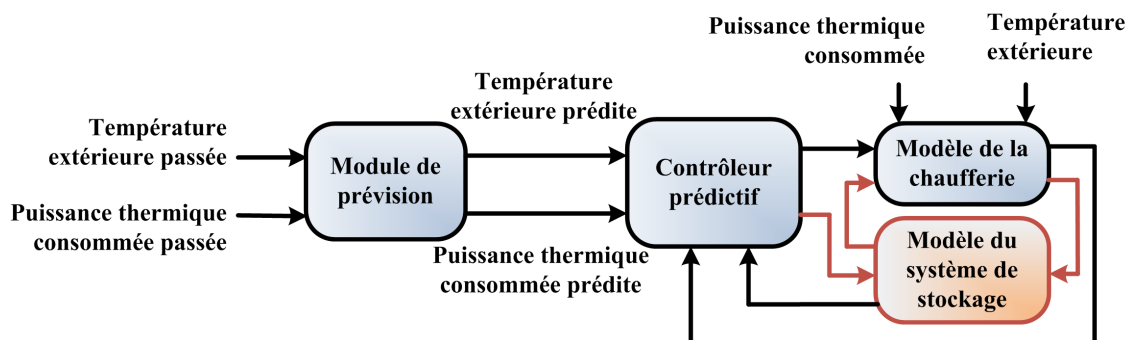 Température
extérieure passée
Puissance thermique
consommée passée
Module de
prévision
Température
extérieure prédite
Puissance thermique
consommée prédite
Contrôleur
prédictif
Puissance thermique
consommée
Température
extérieure
Modèle de la
chaufferie
Modèle du
système de
stockage